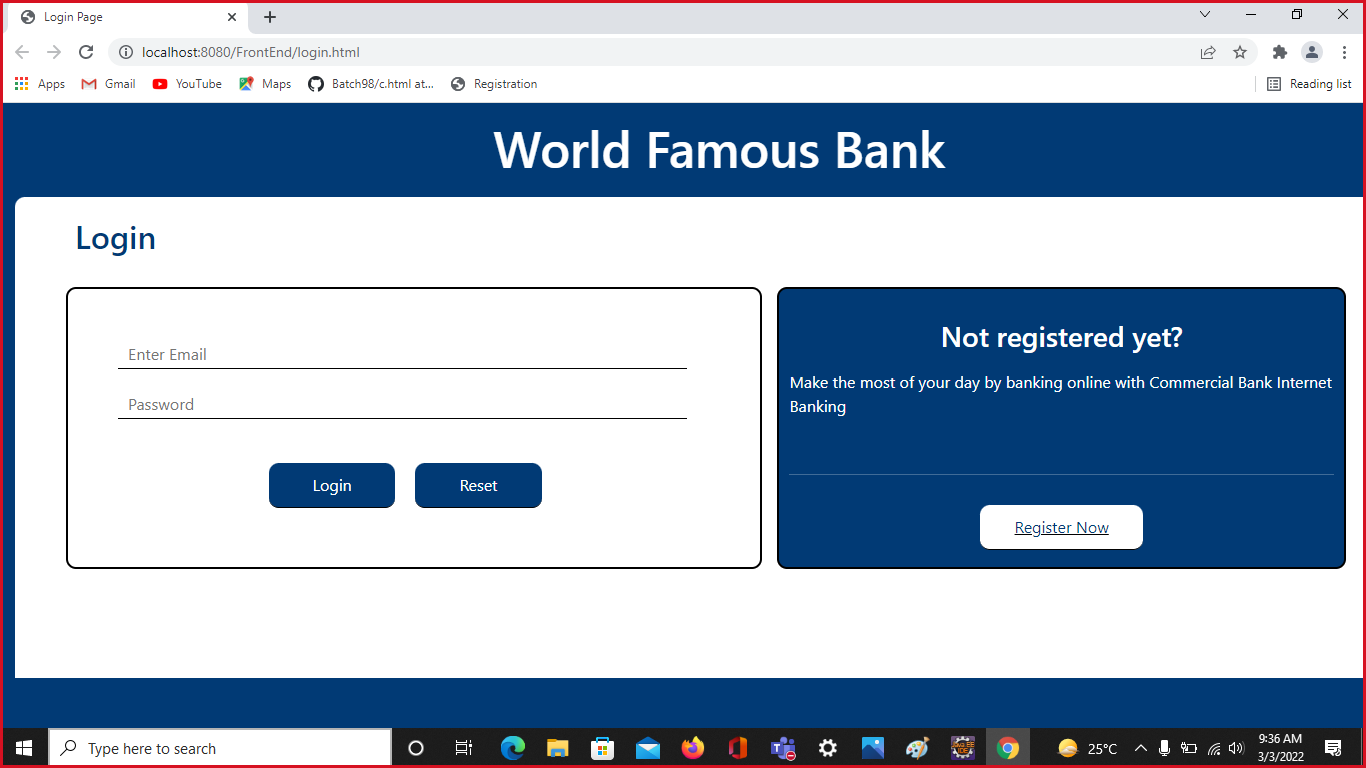 Login Page
localhost:8080/FrontEnd/login.html
Apps Gmail YouTube Maps Batch98/c.html at... Registration Reading list
World Famous Bank
Login
Enter Email
Password
Login Reset
Not registered yet?
Make the most of your day by banking online with Commercial Bank Internet
Banking
Register Now
Type here to search
25°C
9:36 AM
3/3/2022